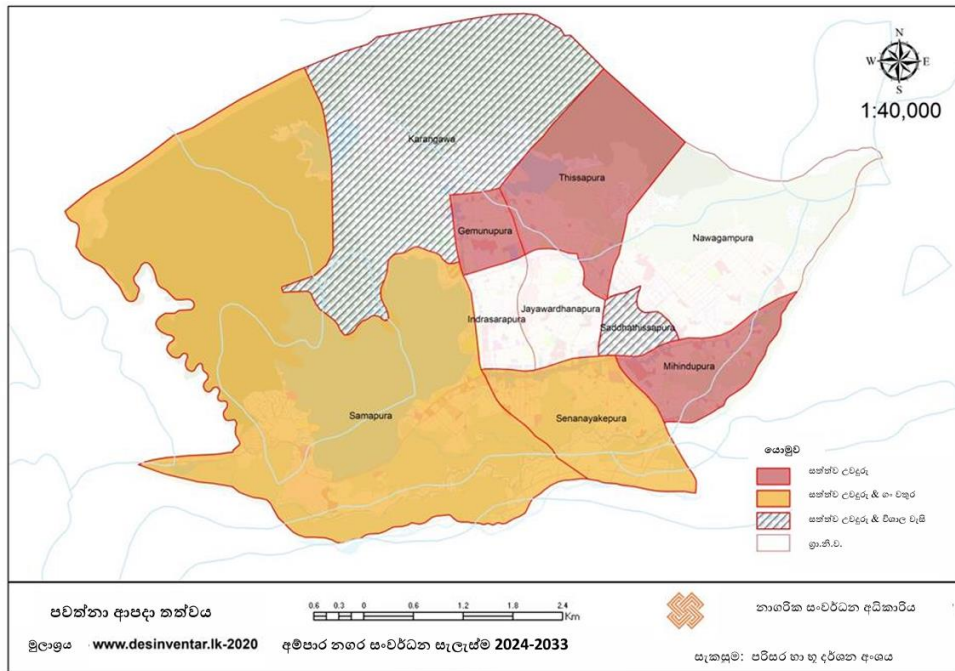 N
W E
S
1:40,000
Karangawa
Thissapura
Gemunupura
Nawagampura
Indrasarapura
Jayawardhanapura
Saddhathissapura
Mihindupura
Samapura
Senanayakepura
යොමුව
සත්ත්ව උවදුරු
සත්ත්ව උවදුරු & ගං වතුර
සත්ත්ව උවදුරු & විශාල වැසි
ග්‍රා.නි.ව.
පවත්නා ආපදා තත්වය
0.6 0.3 0 0.6 1.2 1.8 2.4
Km
නාගරික සංවර්ධන අධිකාරිය
මුලාශ්‍රය www.desinventar.lk-2020 අම්පාර නගර සංවර්ධන සැලැස්ම 2024-2033
සැකසුම: පරිසර හා භූ දර්ශන අංශය